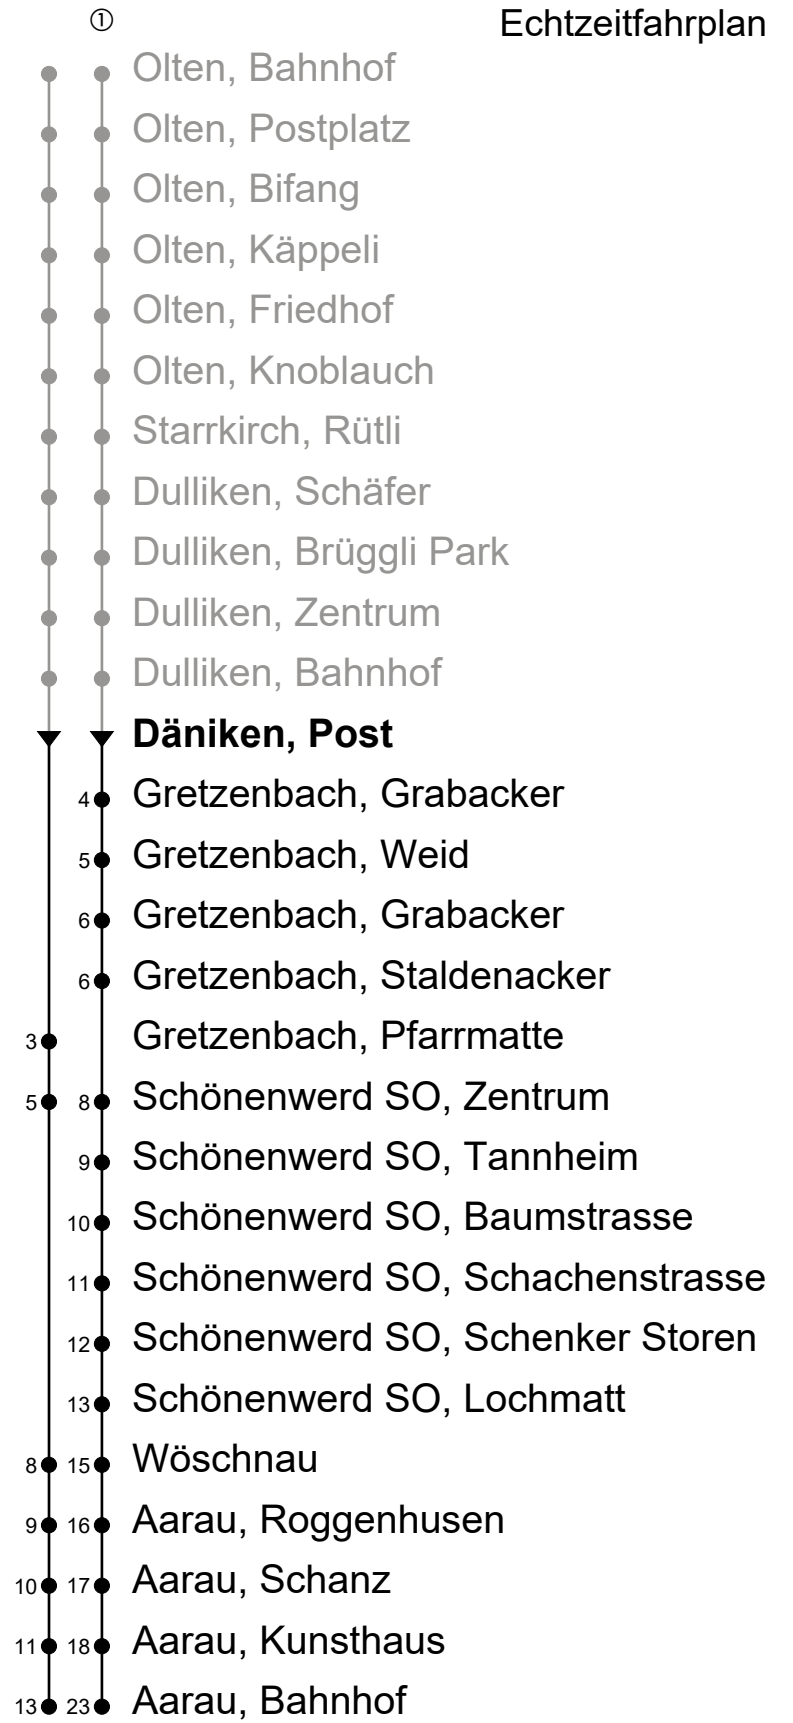 ① Echtzeitfahrplan
Olten, Bahnhof
Olten, Postplatz
Olten, Bifang
Olten, Käppeli
Olten, Friedhof
Olten, Knoblauch
Starrkirch, Rütli
Dulliken, Schäfer
Dulliken, Brüggli Park
Dulliken, Zentrum
Dulliken, Bahnhof
Däniken, Post
4 Gretzenbach, Grabacker
5 Gretzenbach, Weid
6 Gretzenbach, Grabacker
6 Gretzenbach, Staldenacker
3 Gretzenbach, Pfarrmatte
5 8 Schönenwerd SO, Zentrum
9 Schönenwerd SO, Tannheim
10 Schönenwerd SO, Baumstrasse
11 Schönenwerd SO, Schachenstrasse
12 Schönenwerd SO, Schenker Storen
13 Schönenwerd SO, Lochmatt
8 15 Wöschnau
9 16 Aarau, Roggenhusen
10 17 Aarau, Schanz
11 18 Aarau, Kunsthaus
13 23 Aarau, Bahnhof